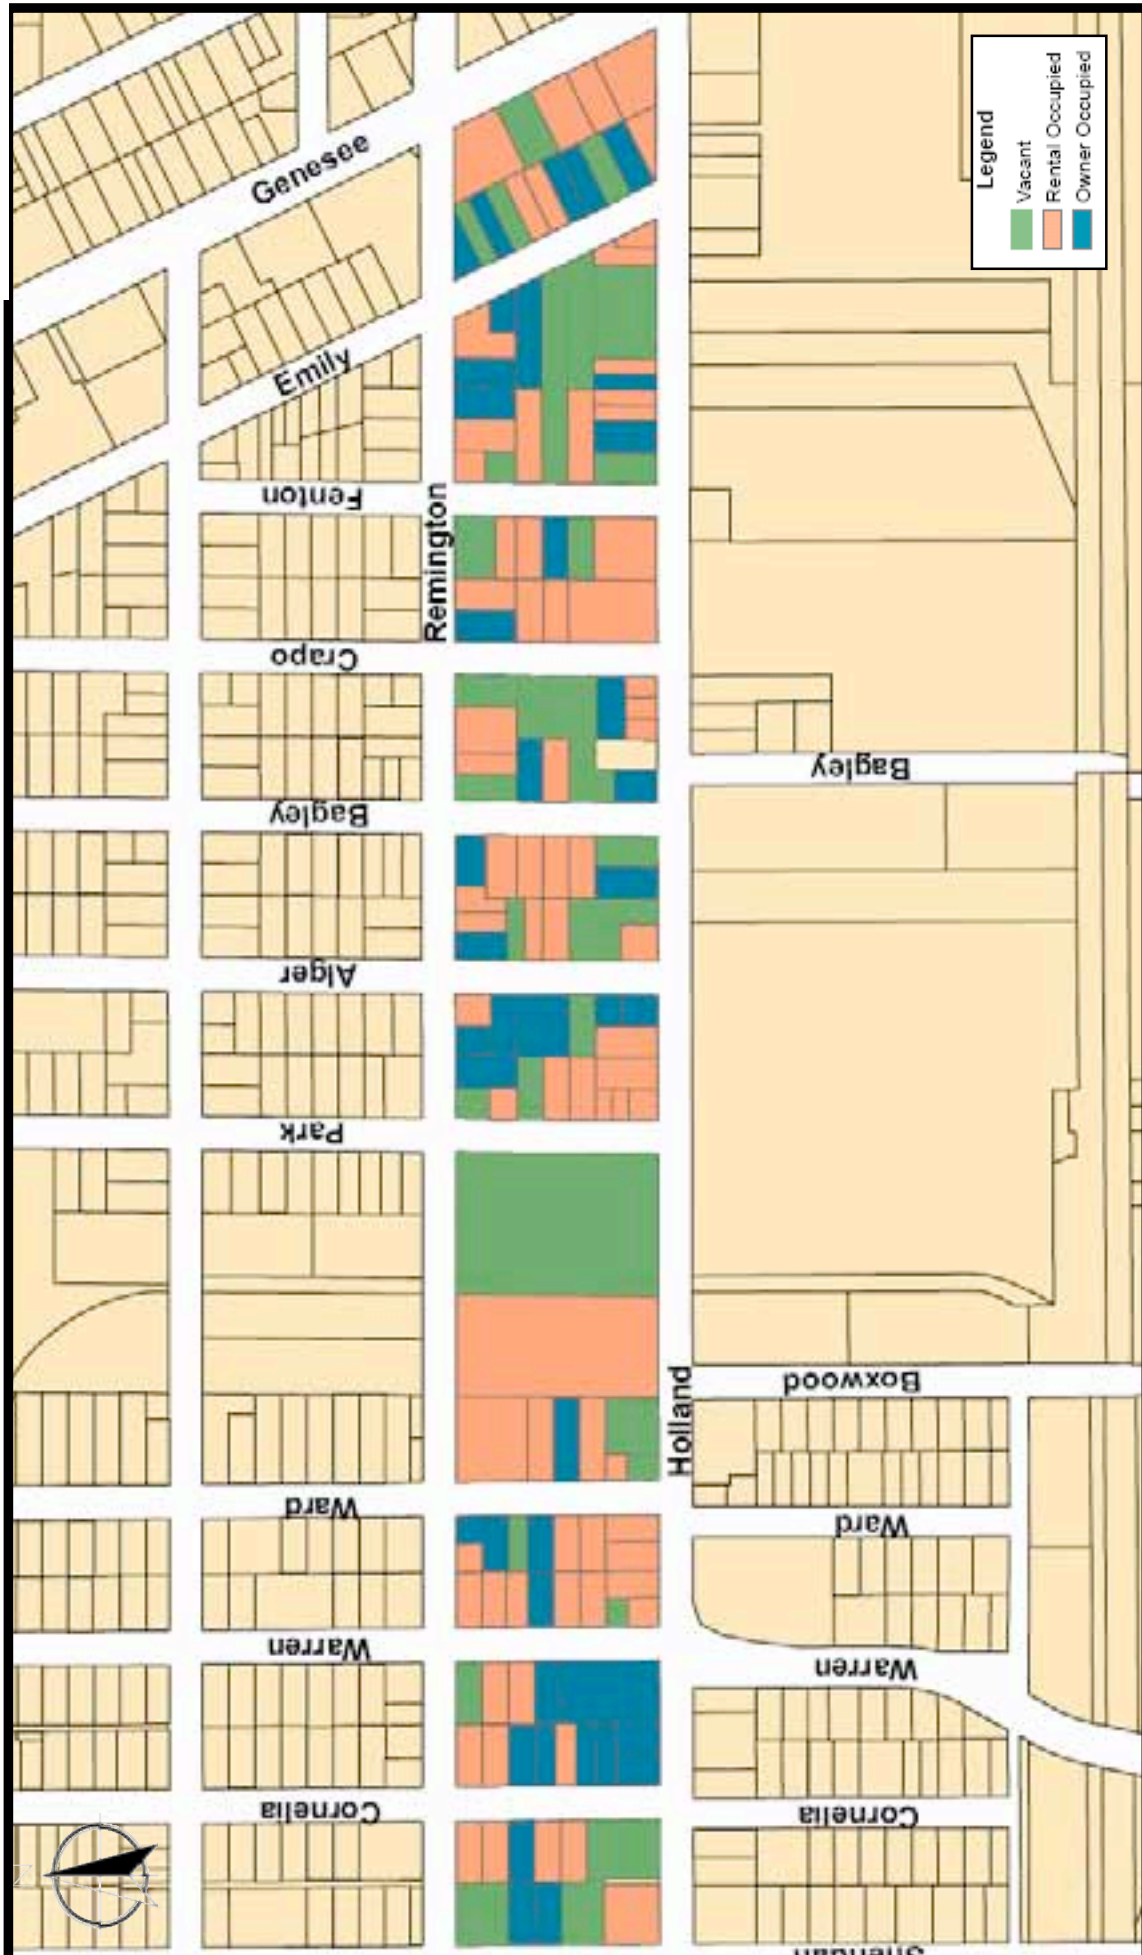 Legend
Vacant
Rental Occupied
Owner Occupied
Genesee
Emily
Fenton
Remington
Crapo
Bagley
Bagley
Alger
Park
Holland
Boxwood
Ward
Ward
Warren
Warren
Cornelia
Cornelia